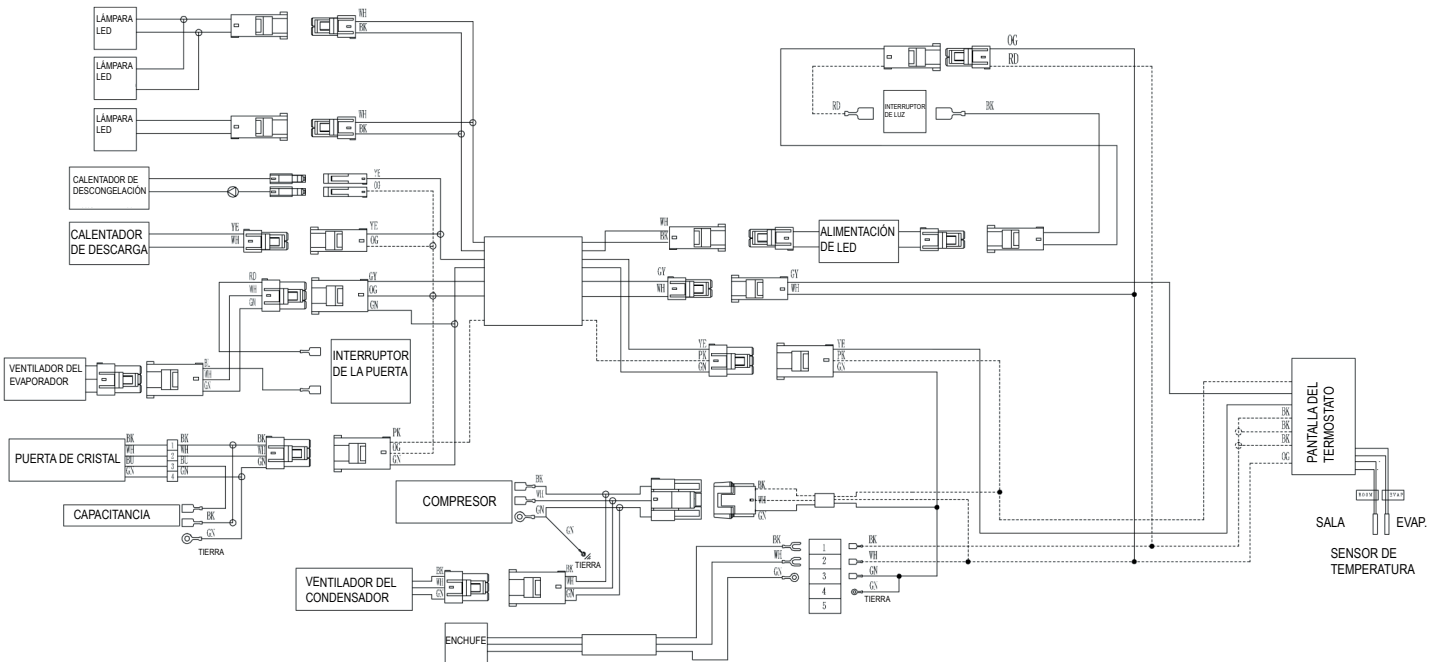 LÁMPARA
LED
WH
BK
LÁMPARA
LED
LÁMPARA
LED
WH
BK
OG
RD
RD
INTERRUPTOR
DE LUZ
BK
CALENTADOR DE
DESCONGELACIÓN
YE
OG
CALENTADOR
DE DESCARGA
YE
WH
YE
OG
WH
BK
ALIMENTACIÓN
DE LED
RD
WH
GN
GY
OG
GN
GY
WH
GY
WH
INTERRUPTOR
DE LA PUERTA
YE
PK
GN
YE
PK
GN
VENTILADOR DEL
EVAPORADOR
BU
WH
GN
PANTALLA DEL
TERMOSTATO
BK
BK
BK
OG
PUERTA DE CRISTAL
BK
WH
BU
GN
1
2
3
4
BK
WH
BU
GN
BK
WH
GN
PK
OG
GN
CAPACITANCIA
BK
GN
TIERRA
COMPRESOR
BK
WH
GN
GN
TIERRA
BK
WH
GN
ROOM
EVAP
SALA
EVAP.
SENSOR DE
TEMPERATURA
BK
WH
GN
1
2
3
4
5
BK
WH
GN
GN
TIERRA
VENTILADOR DEL
CONDENSADOR
BK
WH
GN
BK
WH
GN
ENCHUFE